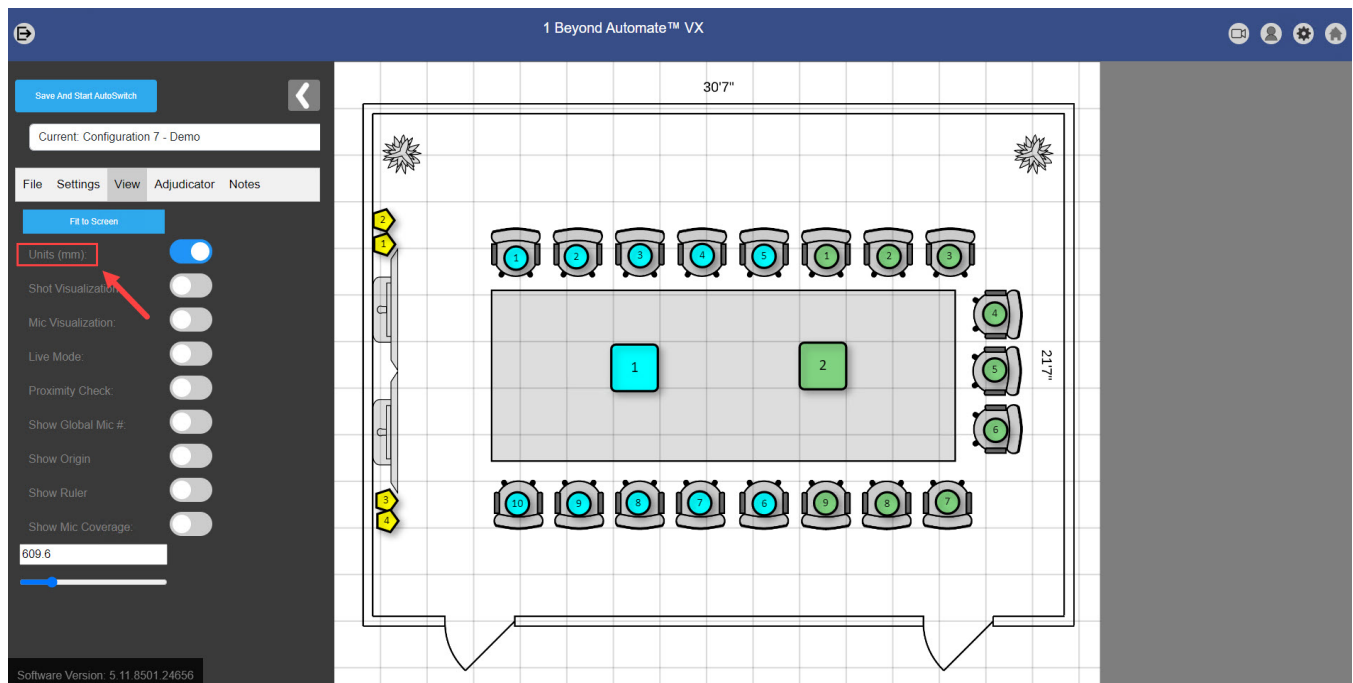 1 Beyond Automate™ VX
Save And Start AutoSwitch
Current: Configuration 7 - Demo
File Settings View Adjudicator Notes
Fit to Screen
Units (mm):
Shot Visualization:
Mic Visualization:
Live Mode:
Proximity Check:
Show Global Mic #:
Show Origin
Show Ruler
Show Mic Coverage:
609.6
Software Version: 5.11.8501.24656
30'7"
2
1
1 2 3 4 5 1 2 3
4
5
6
21'7"
1 2
3
4
10 9 8 7 6 9 8 7